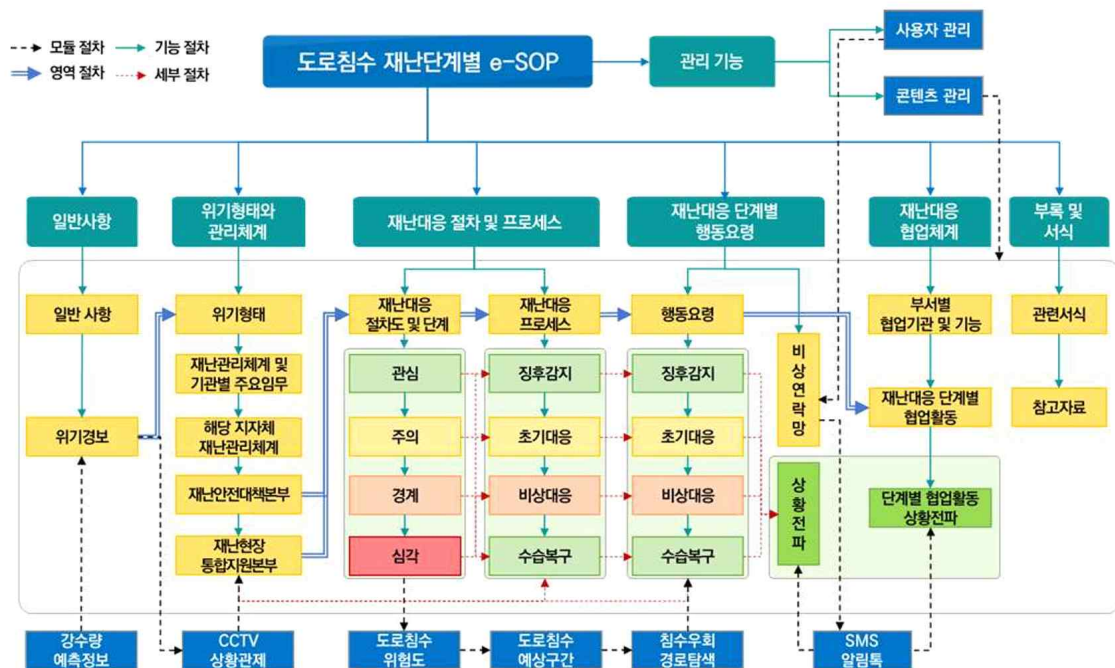 모듈 절차
기능 절차
영역 절차
세부 절차
도로침수 재난단계별 e-SOP
관리 기능
사용자 관리
콘텐츠 관리
일반사항
위기형태와
관리체계
재난대응 절차 및 프로세스
재난대응 단계별
행동요령
재난대응
협업체계
부록 및
서식
일반 사항
위기형태
재난대응
절차도 및 단계
재난대응
프로세스
행동요령
부서별
협업기관 및 기능
관련서식
재난관리체계 및
기관별 주요임무
관심
징후감지
징후감지
비상연락망
재난대응 단계별
협업활동
참고자료
위기경보
해당 지자체
재난관리체계
주의
초기대응
초기대응
재난안전대책본부
경계
비상대응
비상대응
상황전파
단계별 협업활동
상황전파
재난현장
통합지원본부
심각
수습복구
수습복구
강수량
예측정보
CCTV
상황관제
도로침수
위험도
도로침수
예상구간
침수우회
경로탐색
SMS
알림톡